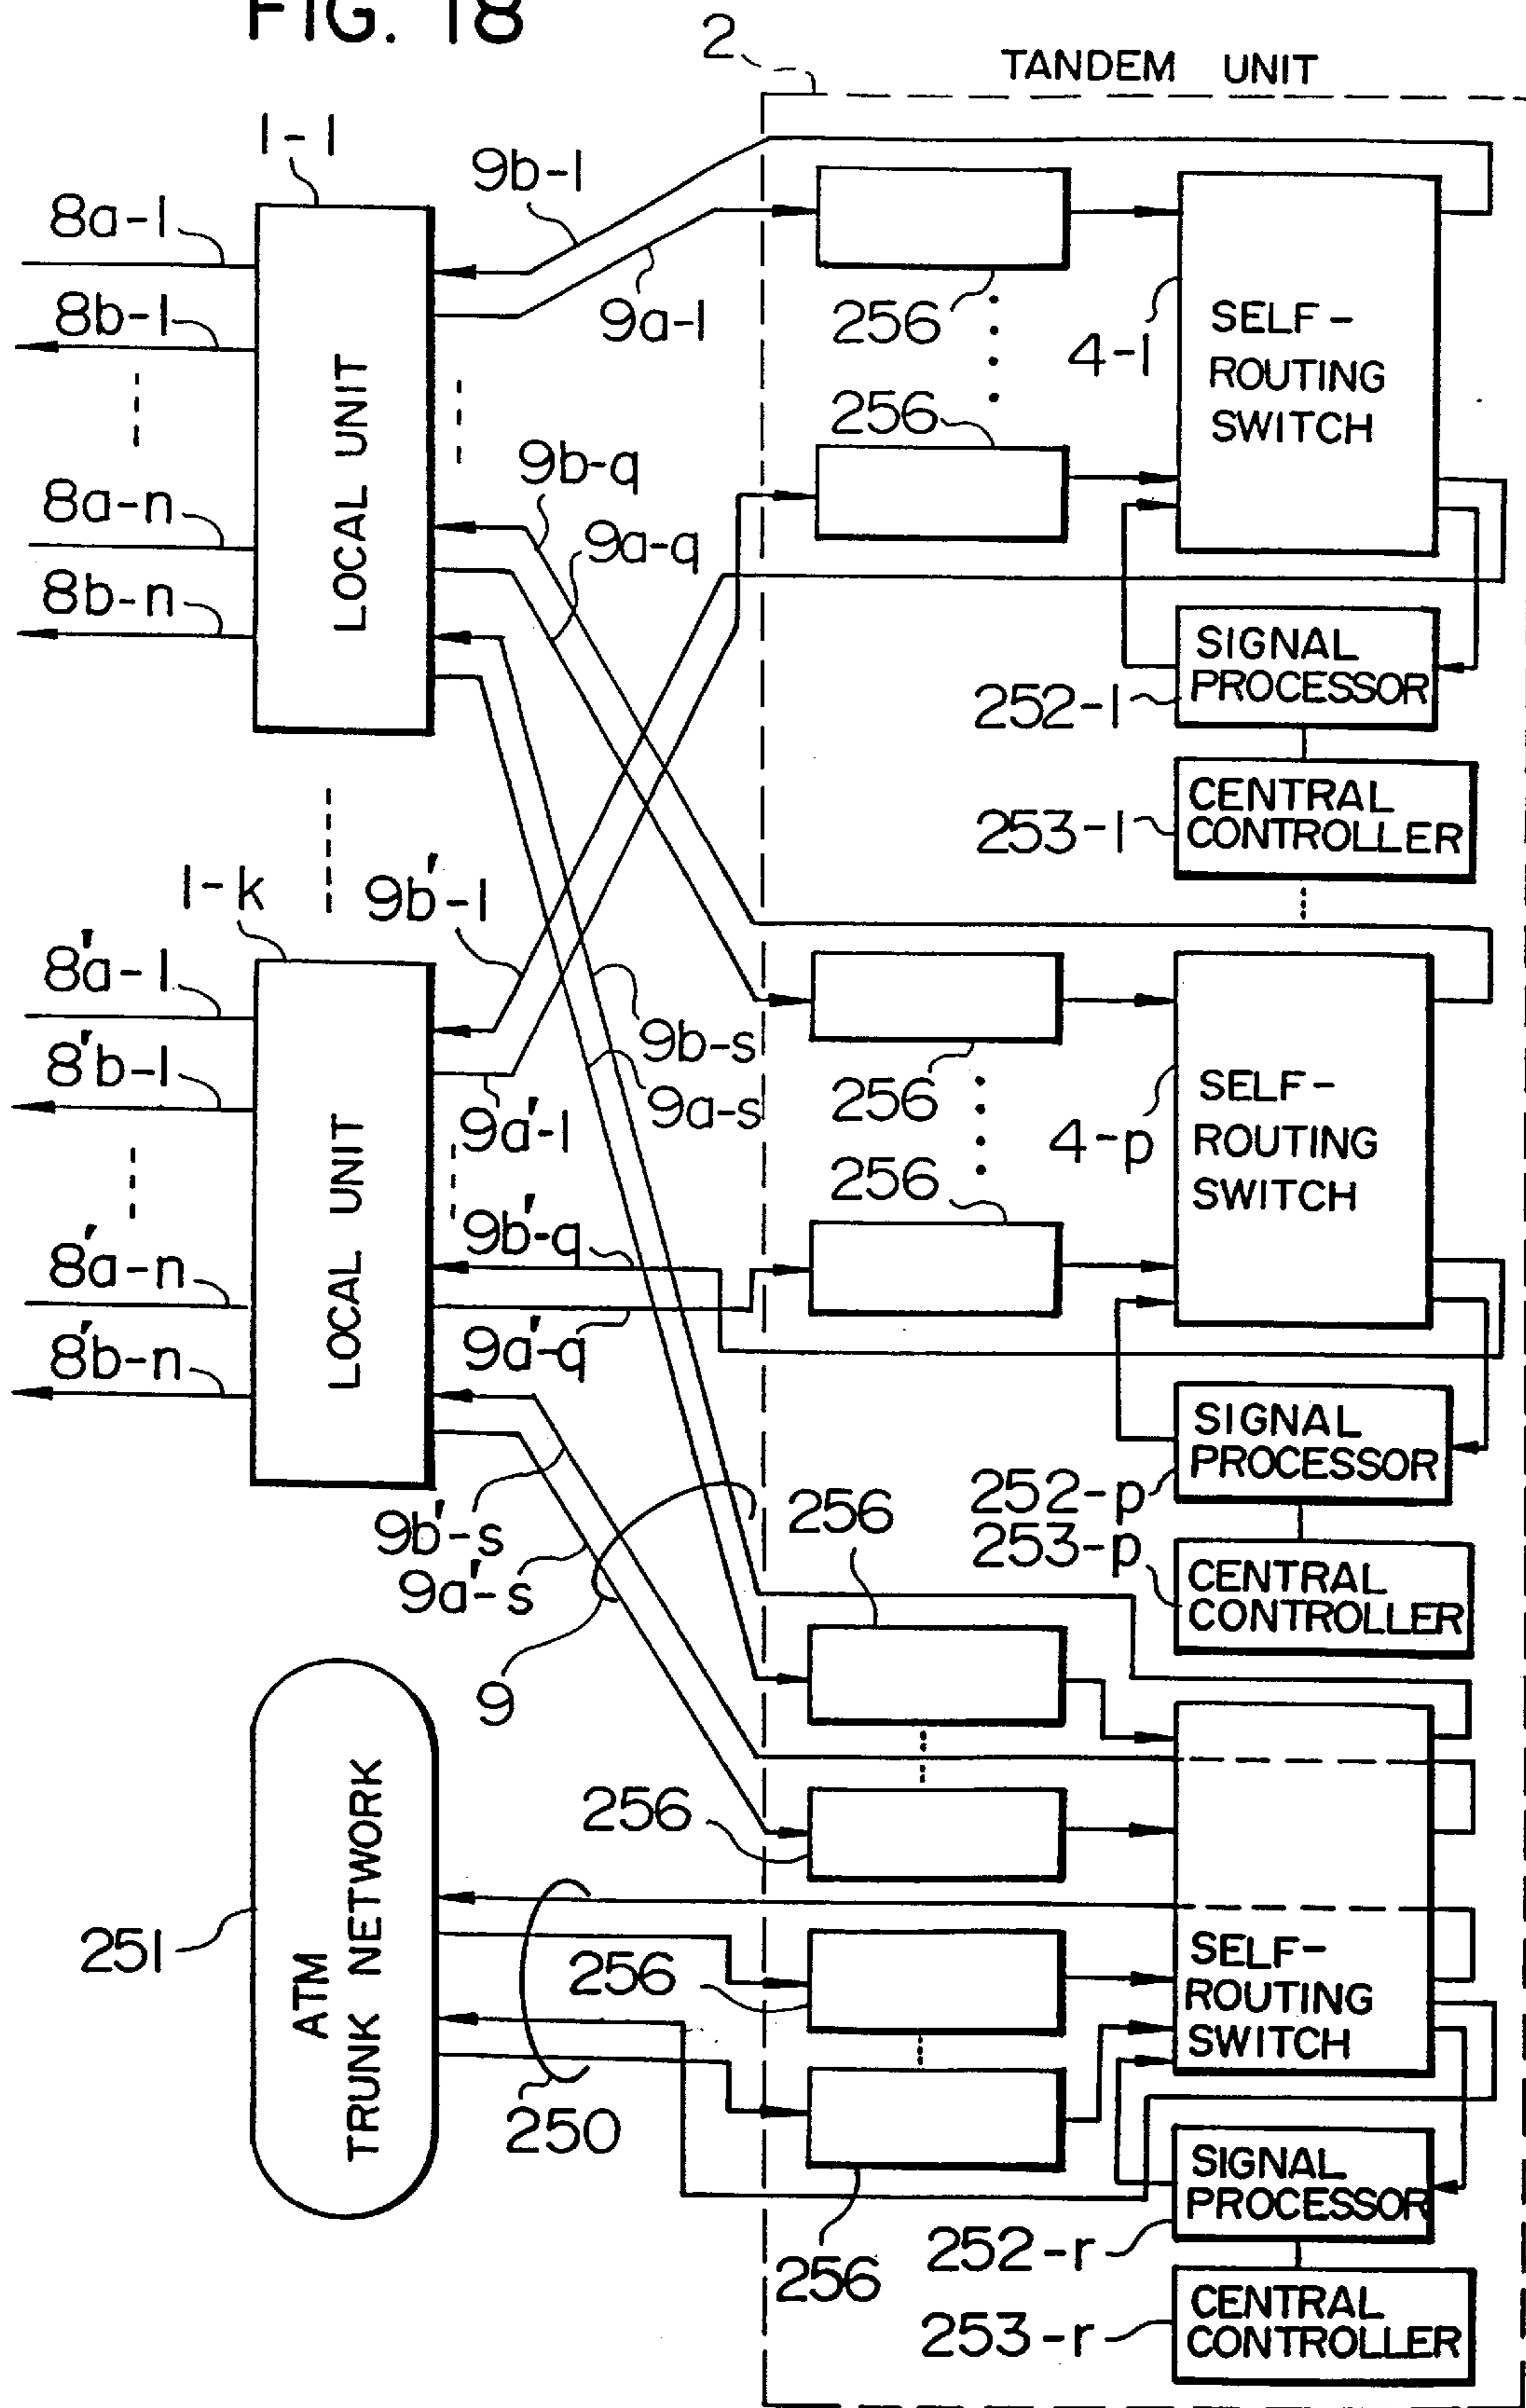 FIG. 18
2
TANDEM UNIT
1-1
9b-1
8a-1
8b-1
9a-1
256
4-1
SELF-
ROUTING
SWITCH
LOCAL UNIT
256
9b-q
8a-n
9a-q
8b-n
SIGNAL
PROCESSOR
252-1
CENTRAL
CONTROLLER
253-1
1-k
9b'-1
8'a-1
8'b-1
9b-s
9a-s
9a'-1
256
4-p
SELF-
ROUTING
SWITCH
LOCAL UNIT
256
9b'-q
8'a-n
9a'-q
8'b-n
SIGNAL
PROCESSOR
252-p
253-p
CENTRAL
CONTROLLER
9b'-s
9a'-s
256
9
256
251
ATM
TRUNK NETWORK
256
SELF-
ROUTING
SWITCH
250
256
SIGNAL
PROCESSOR
252-r
CENTRAL
CONTROLLER
253-r